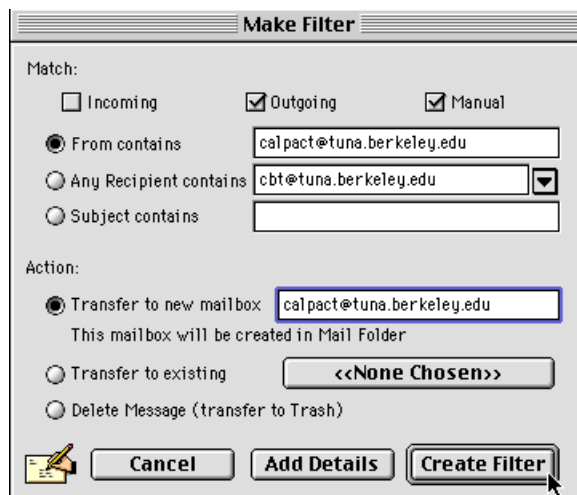 Make Filter
Match:
Incoming Outgoing Manual
From contains calpact@tuna.berkeley.edu
Any Recipient contains cbt@tuna.berkeley.edu
Subject contains
Action:
Transfer to new mailbox calpact@tuna.berkeley.edu
This mailbox will be created in Mail Folder
Transfer to existing <<None Chosen>>
Delete Message (transfer to Trash)
Cancel Add Details Create Filter